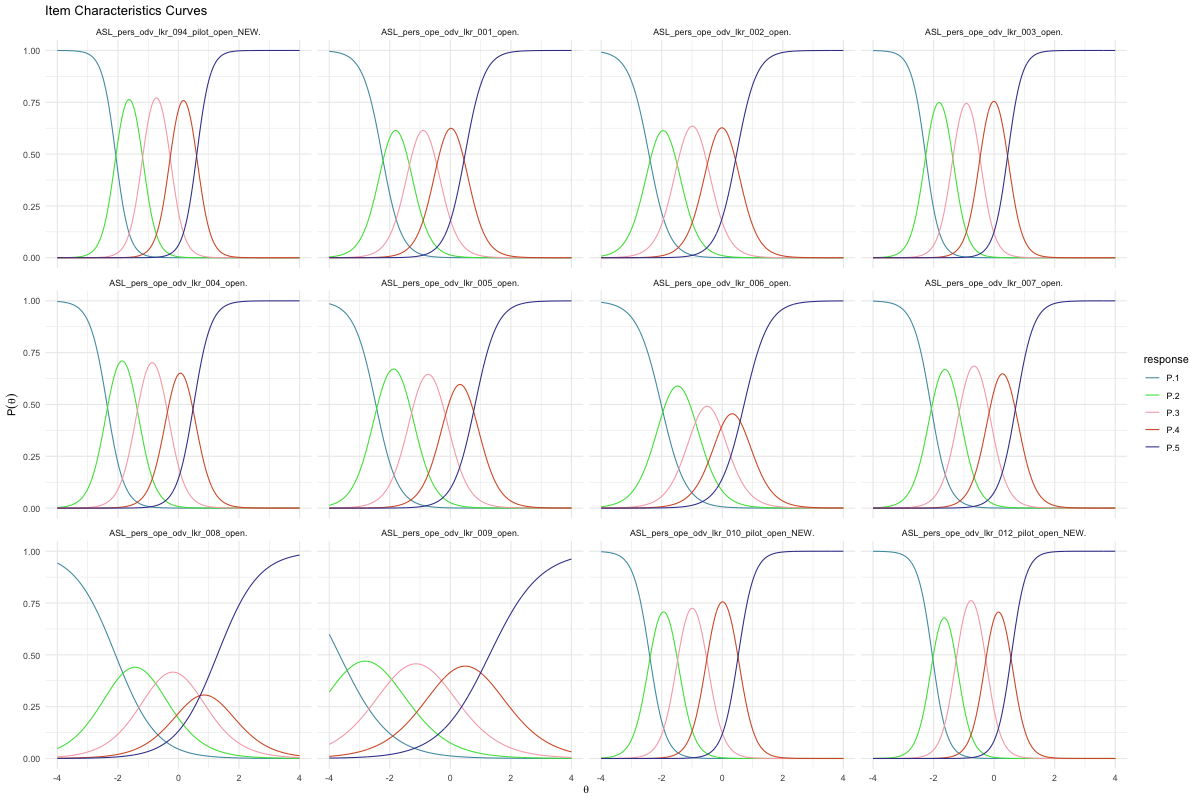 Item Characteristics Curves
ASL_pers_odv_lkr_094_pilot_open_NEW.
ASL_pers_ope_odv_lkr_001_open.
ASL_pers_ope_odv_lkr_002_open.
ASL_pers_ope_odv_lkr_003_open.
1.00
0.75
0.50
0.25
0.00
ASL_pers_ope_odv_lkr_004_open.
ASL_pers_ope_odv_lkr_005_open.
ASL_pers_ope_odv_lkr_006_open.
ASL_pers_ope_odv_lkr_007_open.
1.00
0.75
0.50
0.25
0.00
P(θ)
response
P.1
P.2
P.3
P.4
P.5
ASL_pers_ope_odv_lkr_008_open.
ASL_pers_ope_odv_lkr_009_open.
ASL_pers_odv_lkr_010_pilot_open_NEW.
ASL_pers_odv_lkr_012_pilot_open_NEW.
1.00
0.75
0.50
0.25
0.00
-4 -2 0 2 4
-4 -2 0 2 4
-4 -2 0 2 4
-4 -2 0 2 4
θ